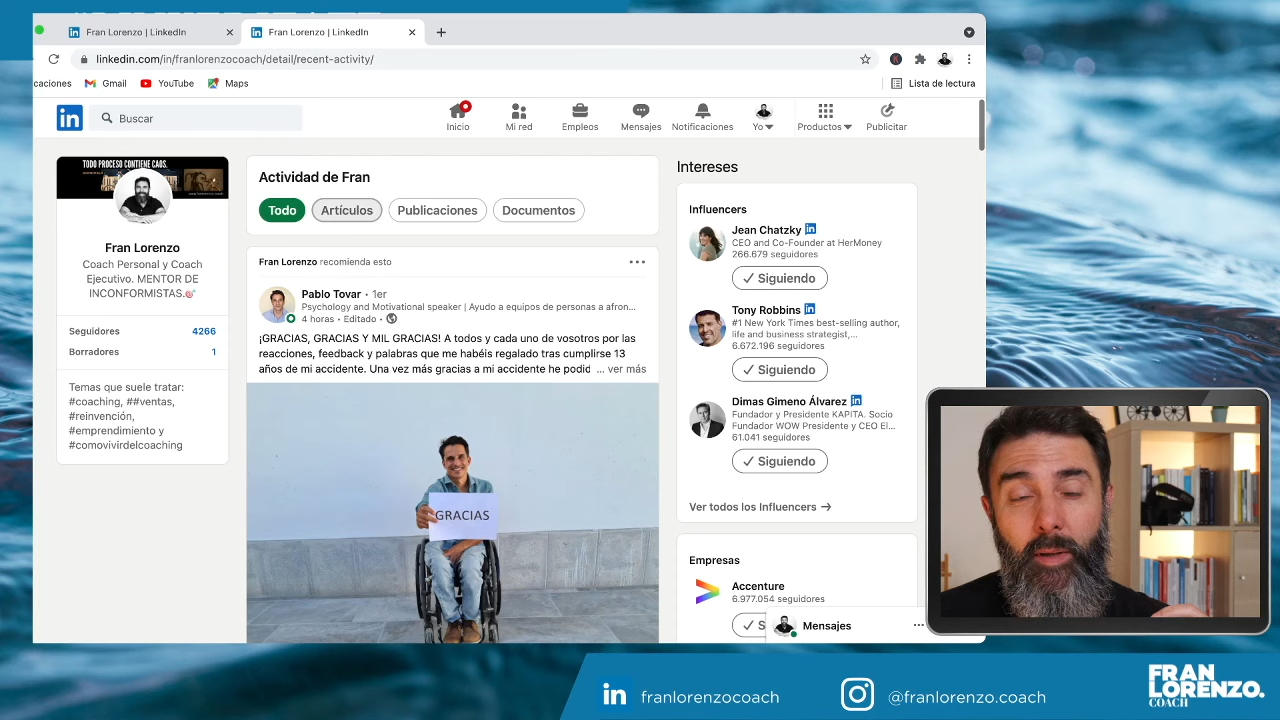 Fran Lorenzo | LinkedIn
Fran Lorenzo | LinkedIn
linkedin.com/in/franlorenzocoach/detail/recent-activity/
caciones
Gmail
YouTube
Maps
Lista de lectura
in
Buscar
Inicio
Mi red
Empleos
Mensajes
Notificaciones
Yo
Productos
Publicitar
TODO PROCESO CONTIENE CAOS.
Fran Lorenzo
Coach Personal y Coach
Ejecutivo. MENTOR DE
INCONFORMISTAS.
Seguidores 4266
Borradores 1
Temas que suele tratar:
#coaching, ##ventas,
#reinvención,
#emprendimiento y
#comovivirdelcoaching
Actividad de Fran
Todo
Artículos
Publicaciones
Documentos
Fran Lorenzo recomienda esto
Pablo Tovar • 1er
Psychology and Motivational speaker | Ayudo a equipos de personas a afron...
4 horas • Editado •
¡GRACIAS, GRACIAS Y MIL GRACIAS! A todos y cada uno de vosotros por las
reacciones, feedback y palabras que me habéis regalado tras cumplirse 13
años de mi accidente. Una vez más gracias a mi accidente he podid ... ver más
GRACIAS
Intereses
Influencers
Jean Chatzky in
CEO and Co-Founder at HerMoney
266.679 seguidores
Siguiendo
Tony Robbins in
#1 New York Times best-selling author,
life and business strategist,...
6.672.196 seguidores
Siguiendo
Dimas Gimeno Álvarez in
Fundador y Presidente KAPITA. Socio
Fundador WOW Presidente y CEO El...
61.041 seguidores
Siguiendo
Ver todos los Influencers →
Empresas
Accenture
6.977.054 seguidores
S
Mensajes
in franlorenzocoach
@franlorenzo.coach
FRAN
LORENZO.
COACH